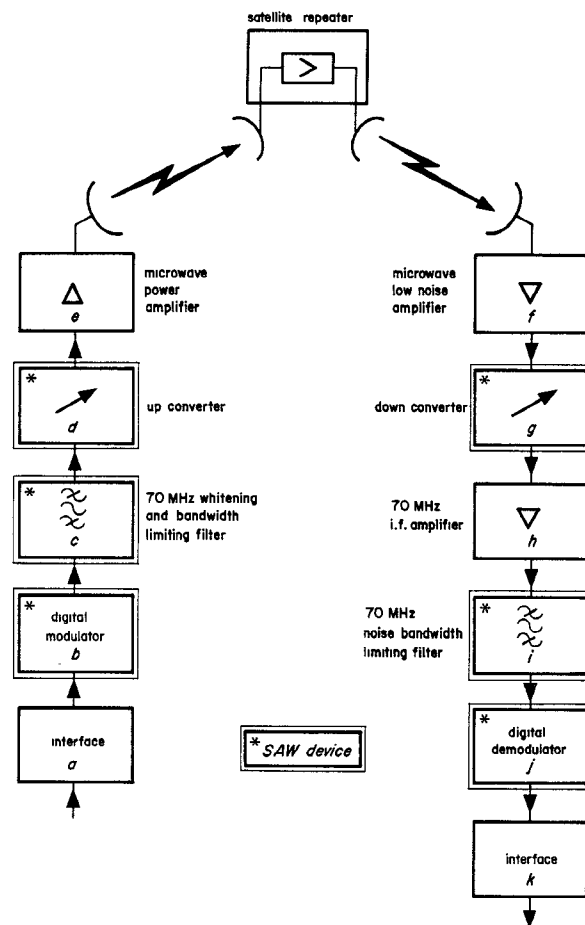 satellite repeater
microwave
power
amplifier
e
microwave
low noise
amplifier
f
*
d
up converter
down converter
*
g
*
c
70 MHz whitening
and bandwidth
limiting filter
70 MHz
i.f. amplifier
h
*
digital
modulator
b
70 MHz
noise bandwidth
limiting filter
*
i
interface
a
* SAW device
*
digital
demodulator
j
interface
k